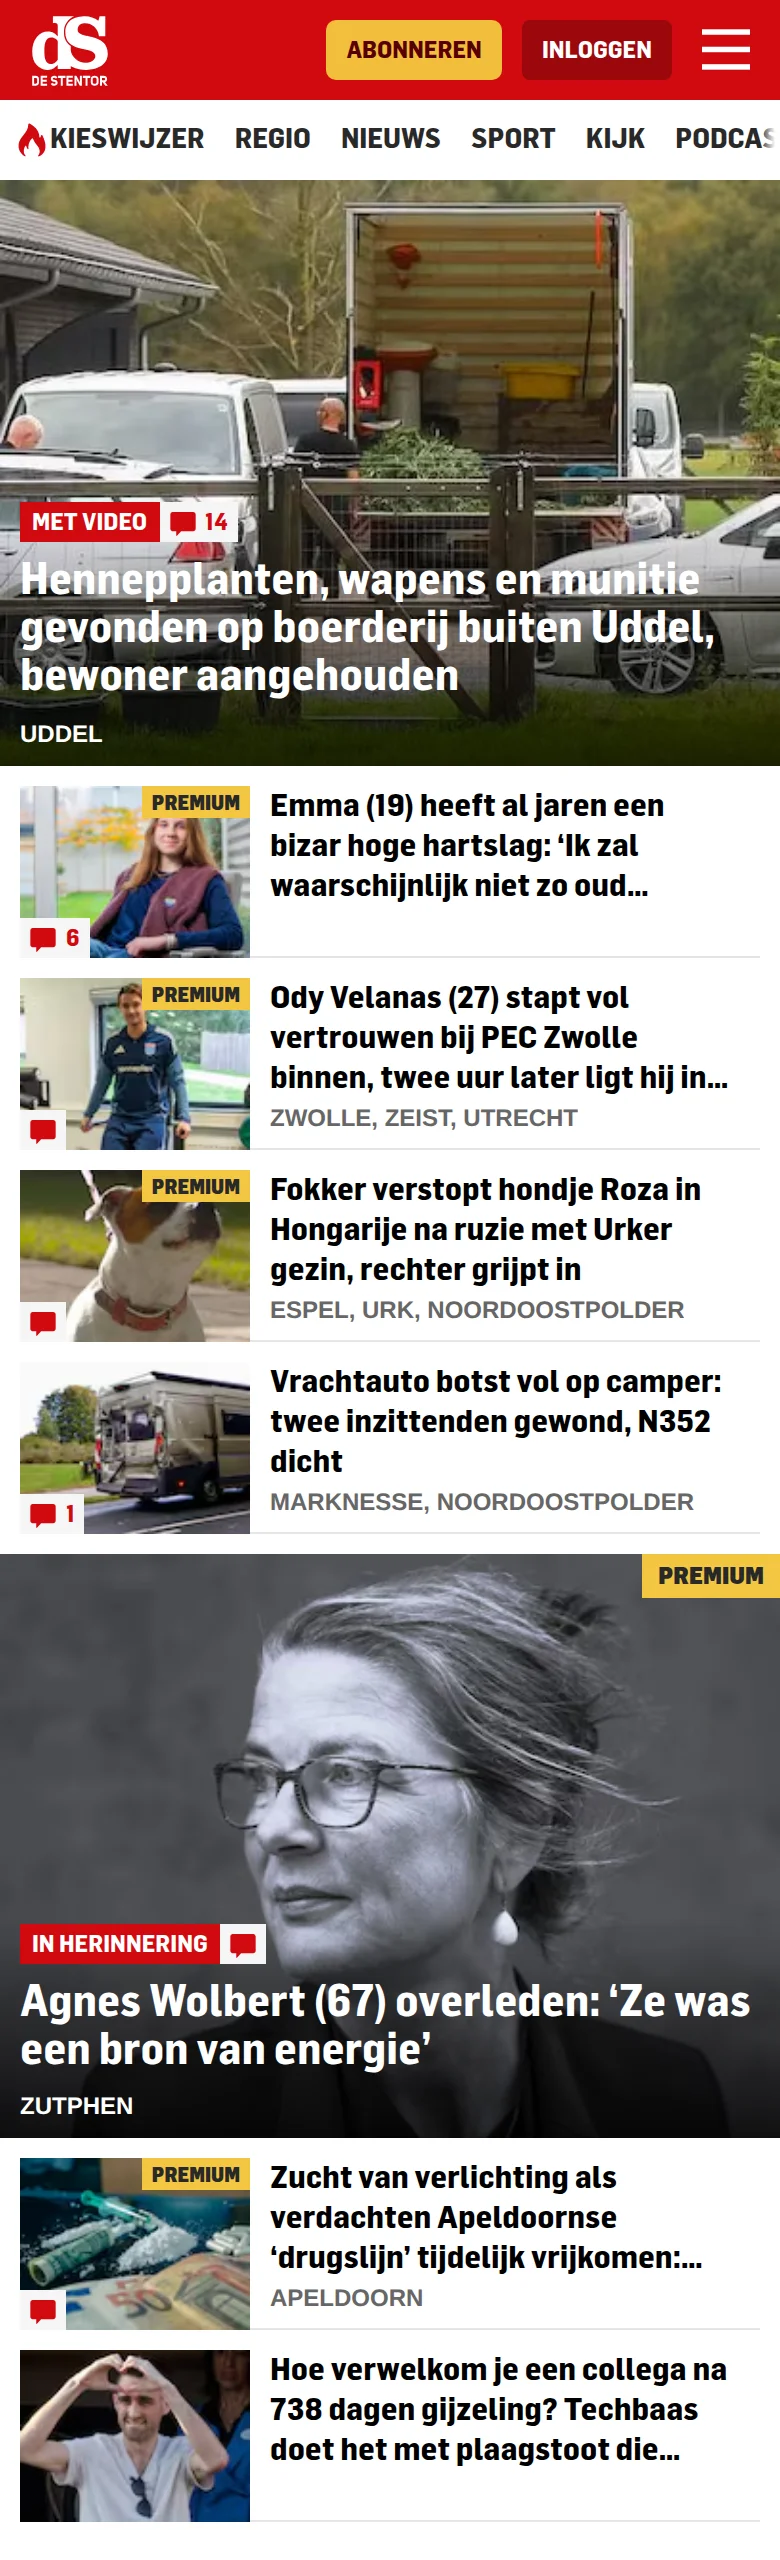 dS
DE STENTOR
ABONNEREN
INLOGGEN
KIESWIJZER REGIO NIEUWS SPORT KIJK PODCAS
MET VIDEO 14
Hennepplanten, wapens en munitie
gevonden op boerderij buiten Uddel,
bewoner aangehouden
UDDEL
PREMIUM
6
Emma (19) heeft al jaren een
bizar hoge hartslag: ‘Ik zal
waarschijnlijk niet zo oud...
PREMIUM
Ody Velanas (27) stapt vol
vertrouwen bij PEC Zwolle
binnen, twee uur later ligt hij in...
ZWOLLE, ZEIST, UTRECHT
PREMIUM
Fokker verstopt hondje Roza in
Hongarije na ruzie met Urker
gezin, rechter grijpt in
ESPEL, URK, NOORDOOSTPOLDER
1
Vrachtauto botst vol op camper:
twee inzittenden gewond, N352
dicht
MARKNESSE, NOORDOOSTPOLDER
PREMIUM
IN HERINNERING
Agnes Wolbert (67) overleden: ‘Ze was
een bron van energie’
ZUTPHEN
PREMIUM
Zucht van verlichting als
verdachten Apeldoornse
‘drugslijn’ tijdelijk vrijkomen:...
APELDOORN
Hoe verwelkom je een collega na
738 dagen gijzeling? Techbaas
doet het met plaagstoot die...